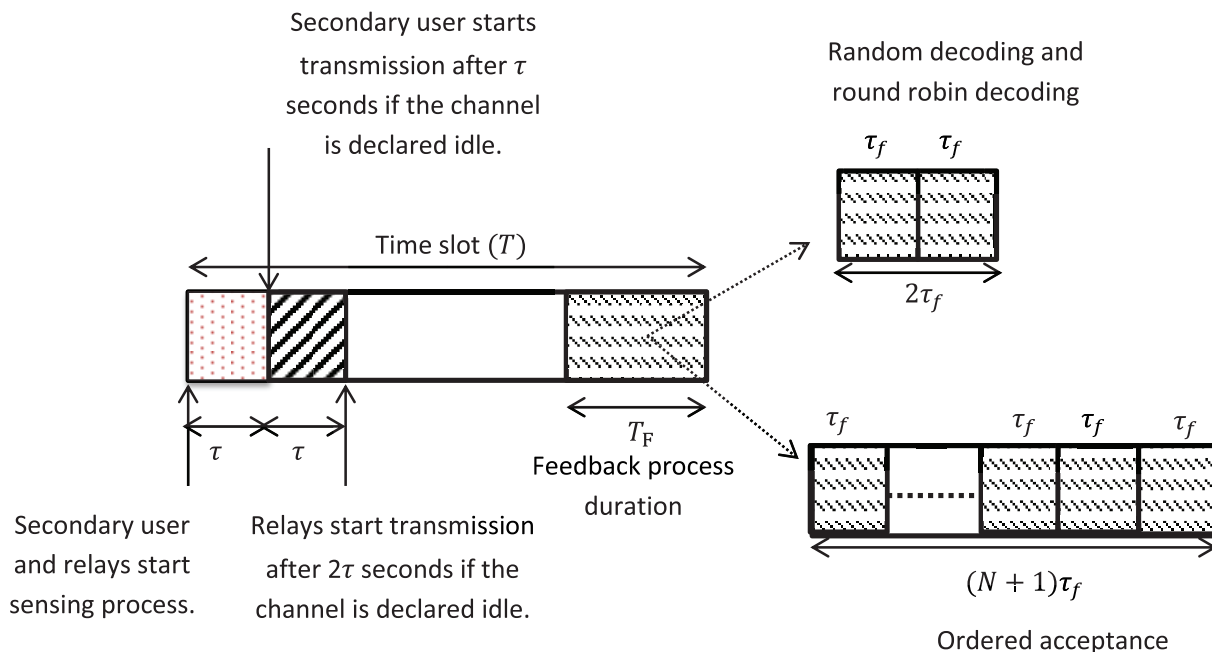 Secondary user starts
transmission after τ
seconds if the channel
is declared idle.
Random decoding and
round robin decoding
τ_f τ_f
2τ_f
Time slot (T)
τ τ
T_F
Feedback process
duration
Secondary user
and relays start
sensing process.
Relays start transmission
after 2τ seconds if the
channel is declared idle.
τ_f τ_f τ_f τ_f
(N + 1)τ_f
Ordered acceptance